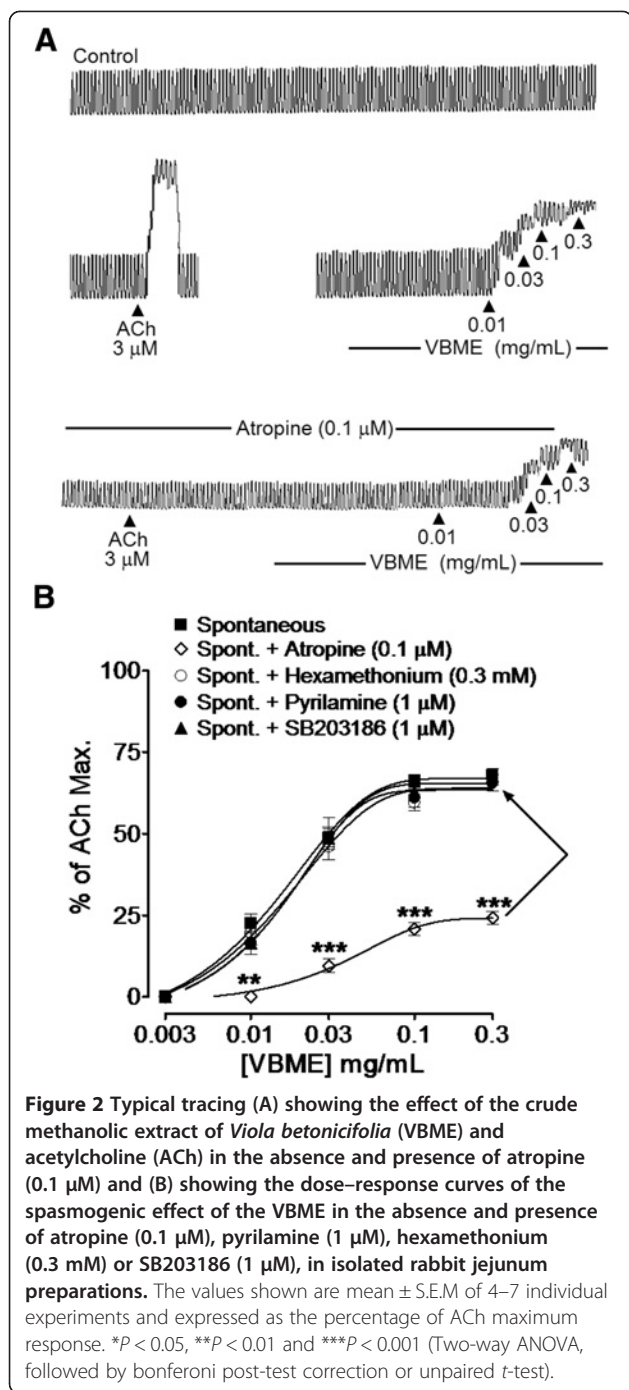 A
Control
ACh
3 µM
0.01
0.03
0.1
0.3
VBME (mg/mL)
Atropine (0.1 µM)
ACh
3 µM
0.01
0.03
0.1
0.3
VBME (mg/mL)
B
Spontaneous
Spont. + Atropine (0.1 µM)
Spont. + Hexamethonium (0.3 mM)
Spont. + Pyrilamine (1 µM)
Spont. + SB203186 (1 µM)
% of ACh Max.
100
75
50
25
0
**
***
***
***
0.003 0.01 0.03 0.1 0.3
[VBME] mg/mL
Figure 2 Typical tracing (A) showing the effect of the crude
methanolic extract of Viola betonicifolia (VBME) and
acetylcholine (ACh) in the absence and presence of atropine
(0.1 µM) and (B) showing the dose–response curves of the
spasmogenic effect of the VBME in the absence and presence
of atropine (0.1 µM), pyrilamine (1 µM), hexamethonium
(0.3 mM) or SB203186 (1 µM), in isolated rabbit jejunum
preparations. The values shown are mean ± S.E.M of 4–7 individual
experiments and expressed as the percentage of ACh maximum
response. *P < 0.05, **P < 0.01 and ***P < 0.001 (Two-way ANOVA,
followed by bonferoni post-test correction or unpaired t-test).